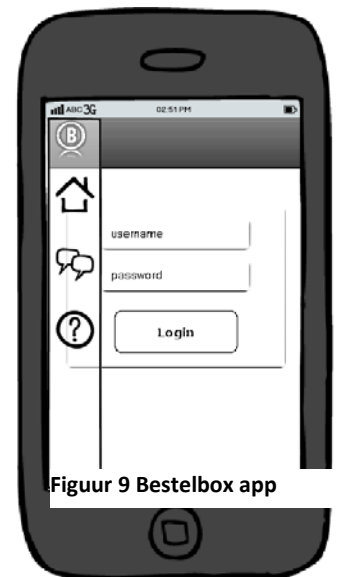 ABC 3G 02:51 PM
B
username
password
?
Login
Figuur 9 Bestelbox app